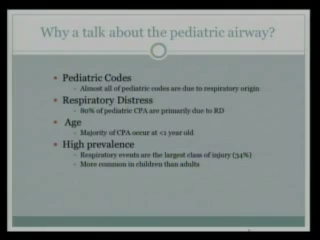 Why a talk about the pediatric airway?
Pediatric Codes
Almost all of pediatric codes are due to respiratory origin
Respiratory Distress
80% of pediatric CPA are primarily due to RD
Age
Majority of CPA occur at <1 year old
High prevalence
Respiratory events are the largest class of injury (34%)
More common in children than adults